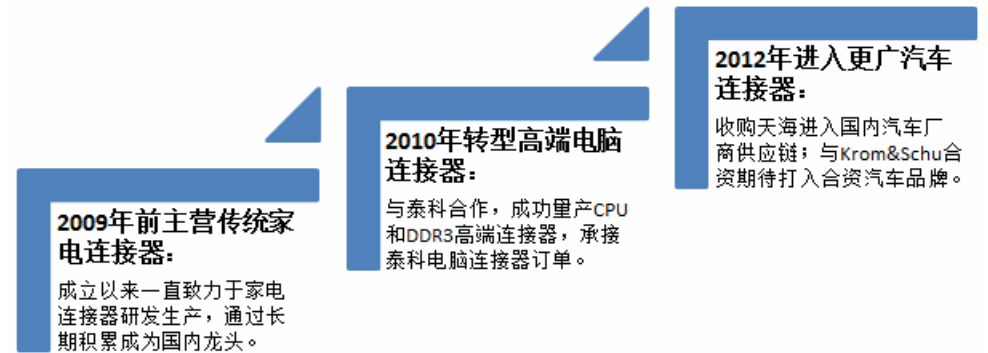 2009年前主营传统家
电连接器：
成立以来一直致力于家电
连接器研发生产，通过长
期积累成为国内龙头。
2010年转型高端电脑
连接器：
与泰科合作，成功量产CPU
和DDR3高端连接器，承接
泰科电脑连接器订单。
2012年进入更广汽车
连接器：
收购天海进入国内汽车厂
商供应链；与Krom&Schu合
资期待打入合资汽车品牌。